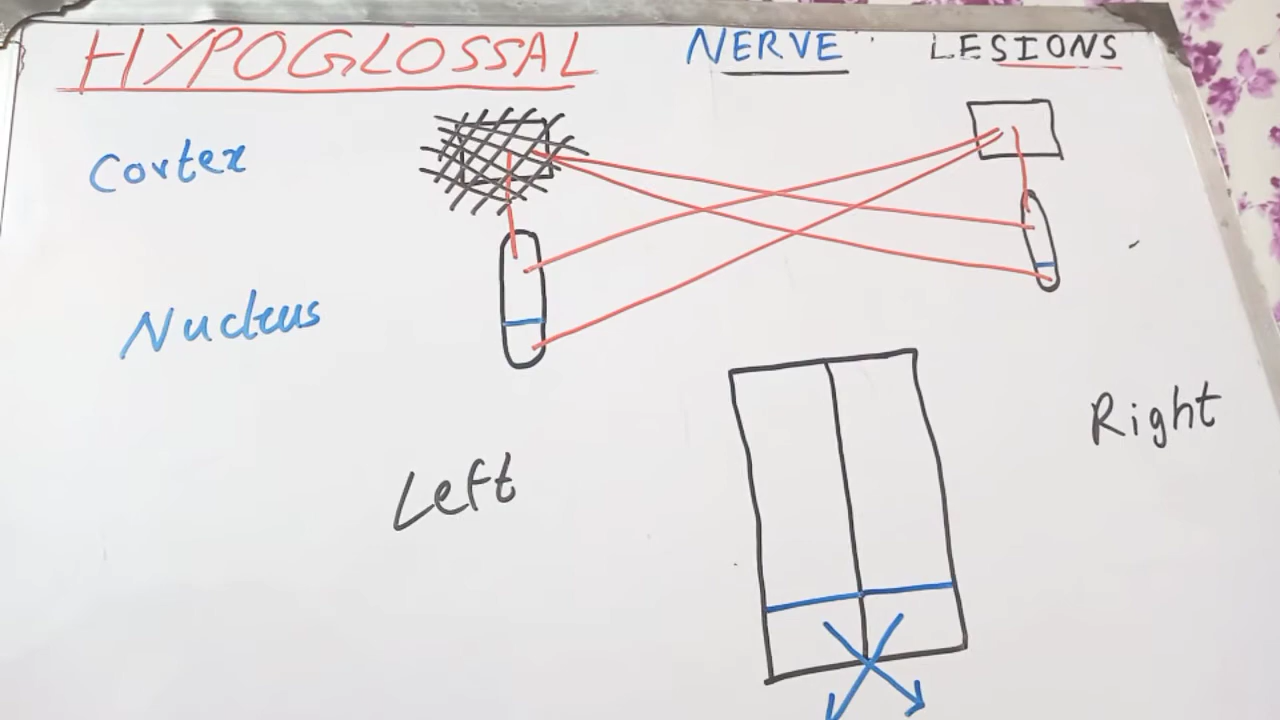 HYPOGLOSSAL NERVE LESIONS
Cortex
Nucleus
Right
Left